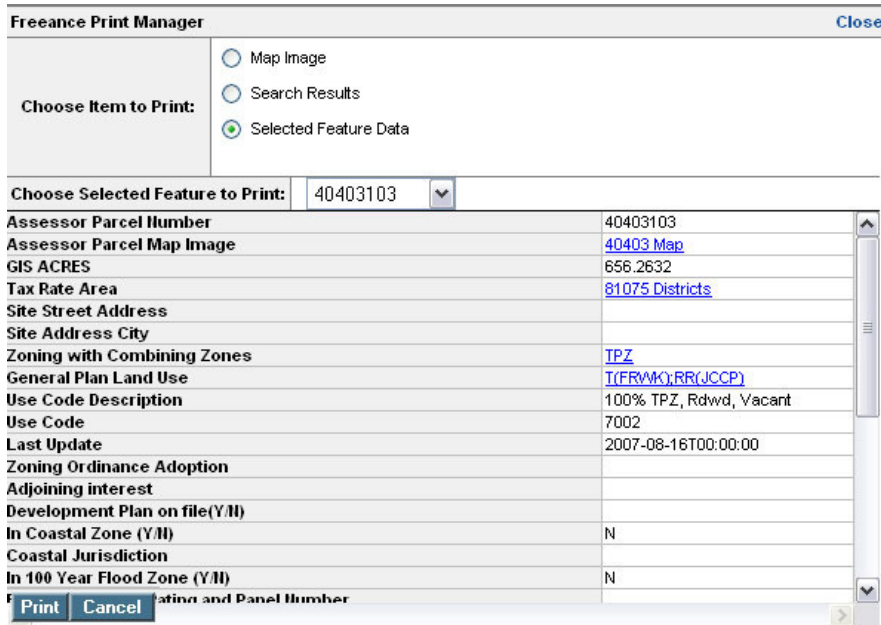 Freeance Print Manager Close
Choose Item to Print:
Map Image
Search Results
Selected Feature Data
Choose Selected Feature to Print: 40403103
Assessor Parcel Number 40403103
Assessor Parcel Map Image 40403 Map
GIS ACRES 656.2632
Tax Rate Area 81075 Districts
Site Street Address
Site Address City
Zoning with Combining Zones TPZ
General Plan Land Use T(FRWK);RR(JCCP)
Use Code Description 100% TPZ, Rdwd, Vacant
Use Code 7002
Last Update 2007-08-16T00:00:00
Zoning Ordinance Adoption
Adjoining interest
Development Plan on file(Y/N)
In Coastal Zone (Y/N) N
Coastal Jurisdiction
In 100 Year Flood Zone (Y/N) N
and Panel Number
Print Cancel